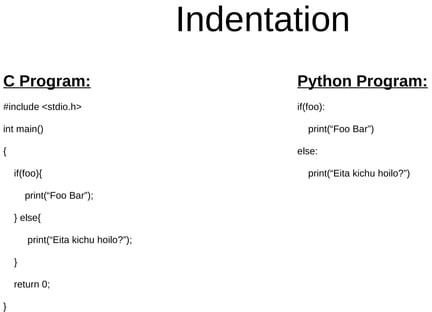 Indentation
C Program:
#include <stdio.h>
int main()
{
if(foo){
print(“Foo Bar”);
} else{
print(“Eita kichu hoilo?”);
}
return 0;
}
Python Program:
if(foo):
print(“Foo Bar”)
else:
print(“Eita kichu hoilo?”)